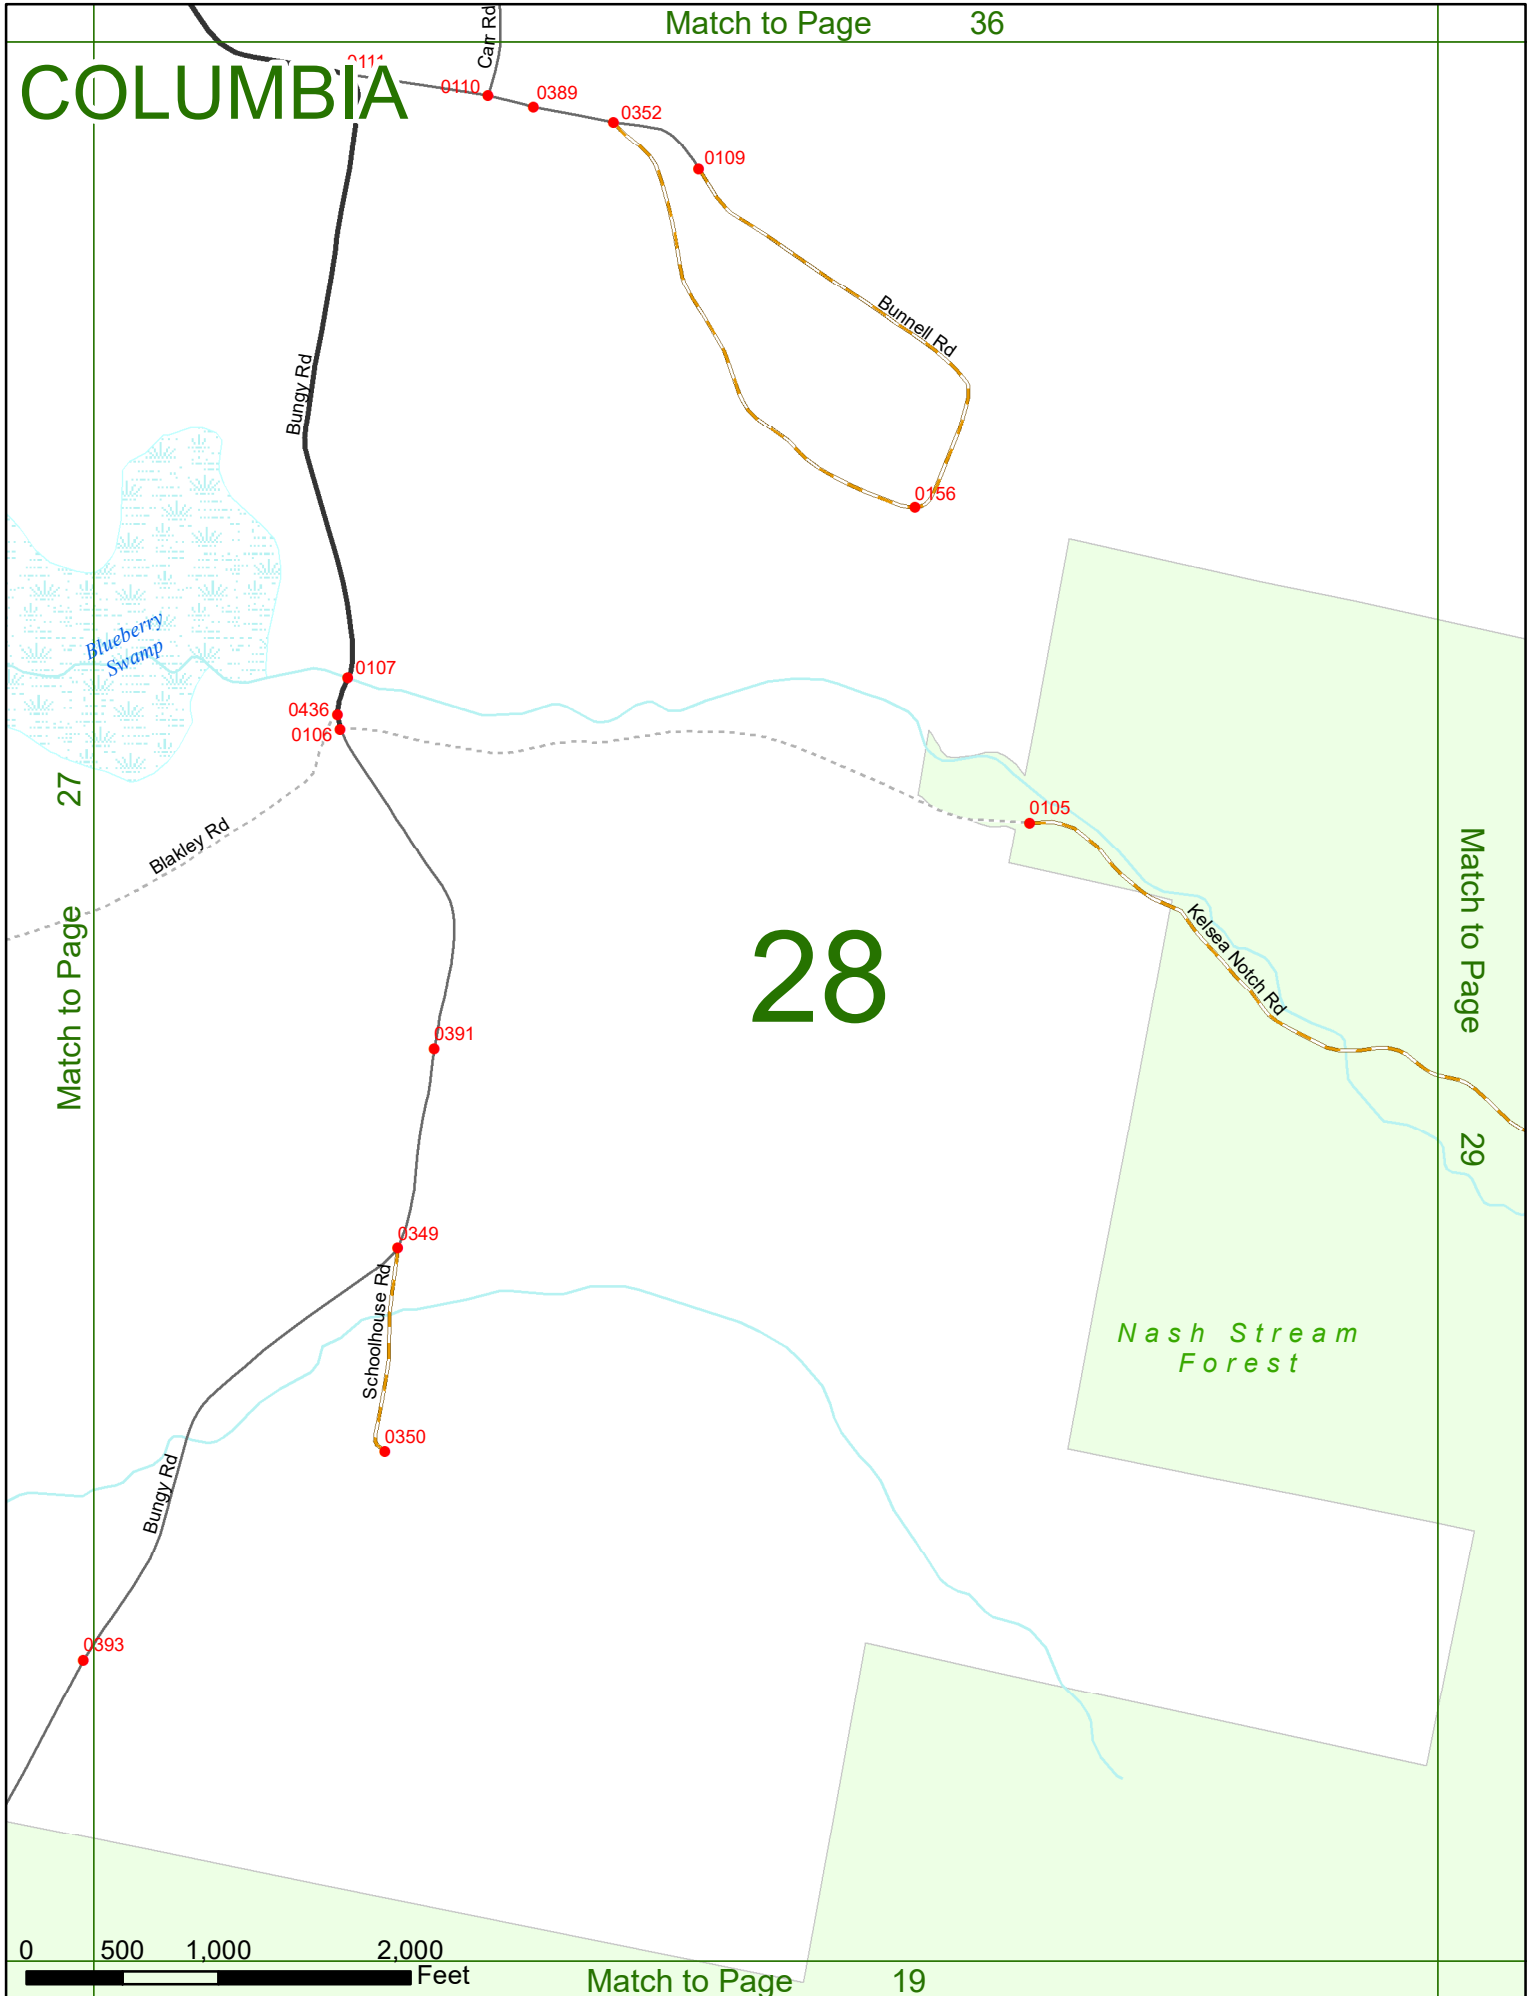 Match to Page 36
COLUMBIA
Carr Rd
0111
0110
0389
0352
0109
Bunnell Rd
Bungy Rd
0156
Blueberry
Swamp
0107
0436
0106
27
Match to Page
Blakley Rd
0105
Kelsea Notch Rd
Match to Page
29
28
0391
0349
Schoolhouse Rd
Nash Stream
Forest
0350
Bungy Rd
0393
0 500 1,000 2,000
Feet
Match to Page 19